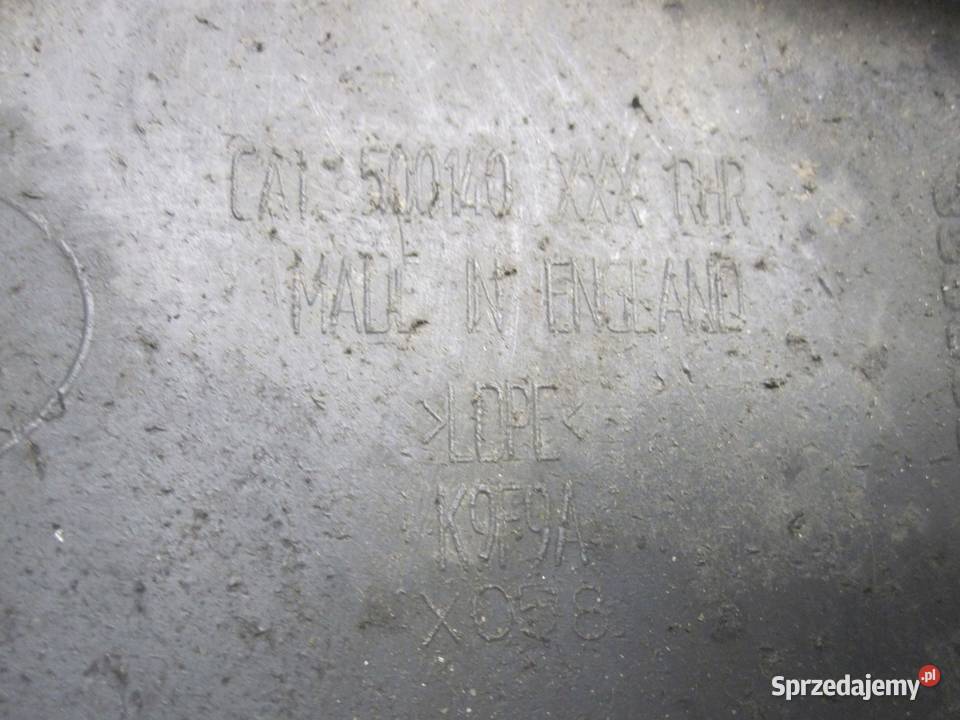 CAT. 500140 XXX RHR
MADE IN ENGLAND
>LDPE<
K9F9A
X058
Sprzedajemy.pl